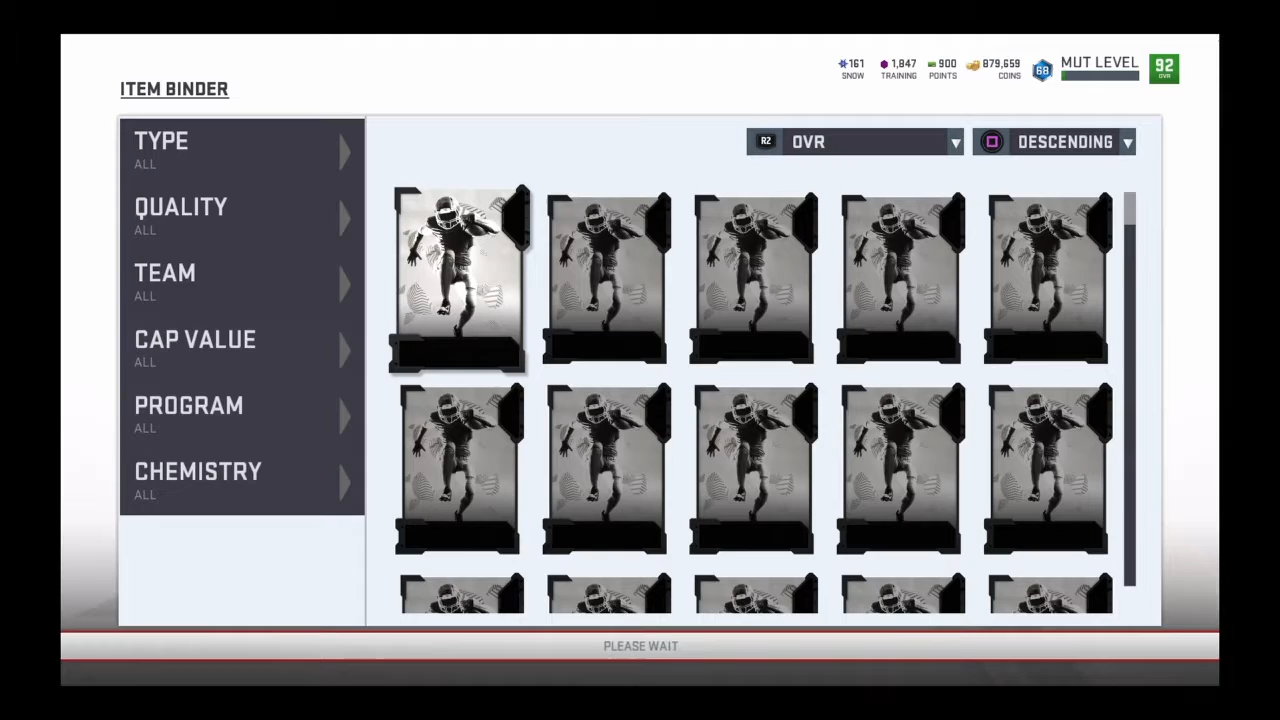 ITEM BINDER
161 SNOW
1,847 TRAINING
900 POINTS
879,659 COINS
68 MUT LEVEL
92 OVR
TYPE
ALL
QUALITY
ALL
TEAM
ALL
CAP VALUE
ALL
PROGRAM
ALL
CHEMISTRY
ALL
R2 OVR
DESCENDING
PLEASE WAIT